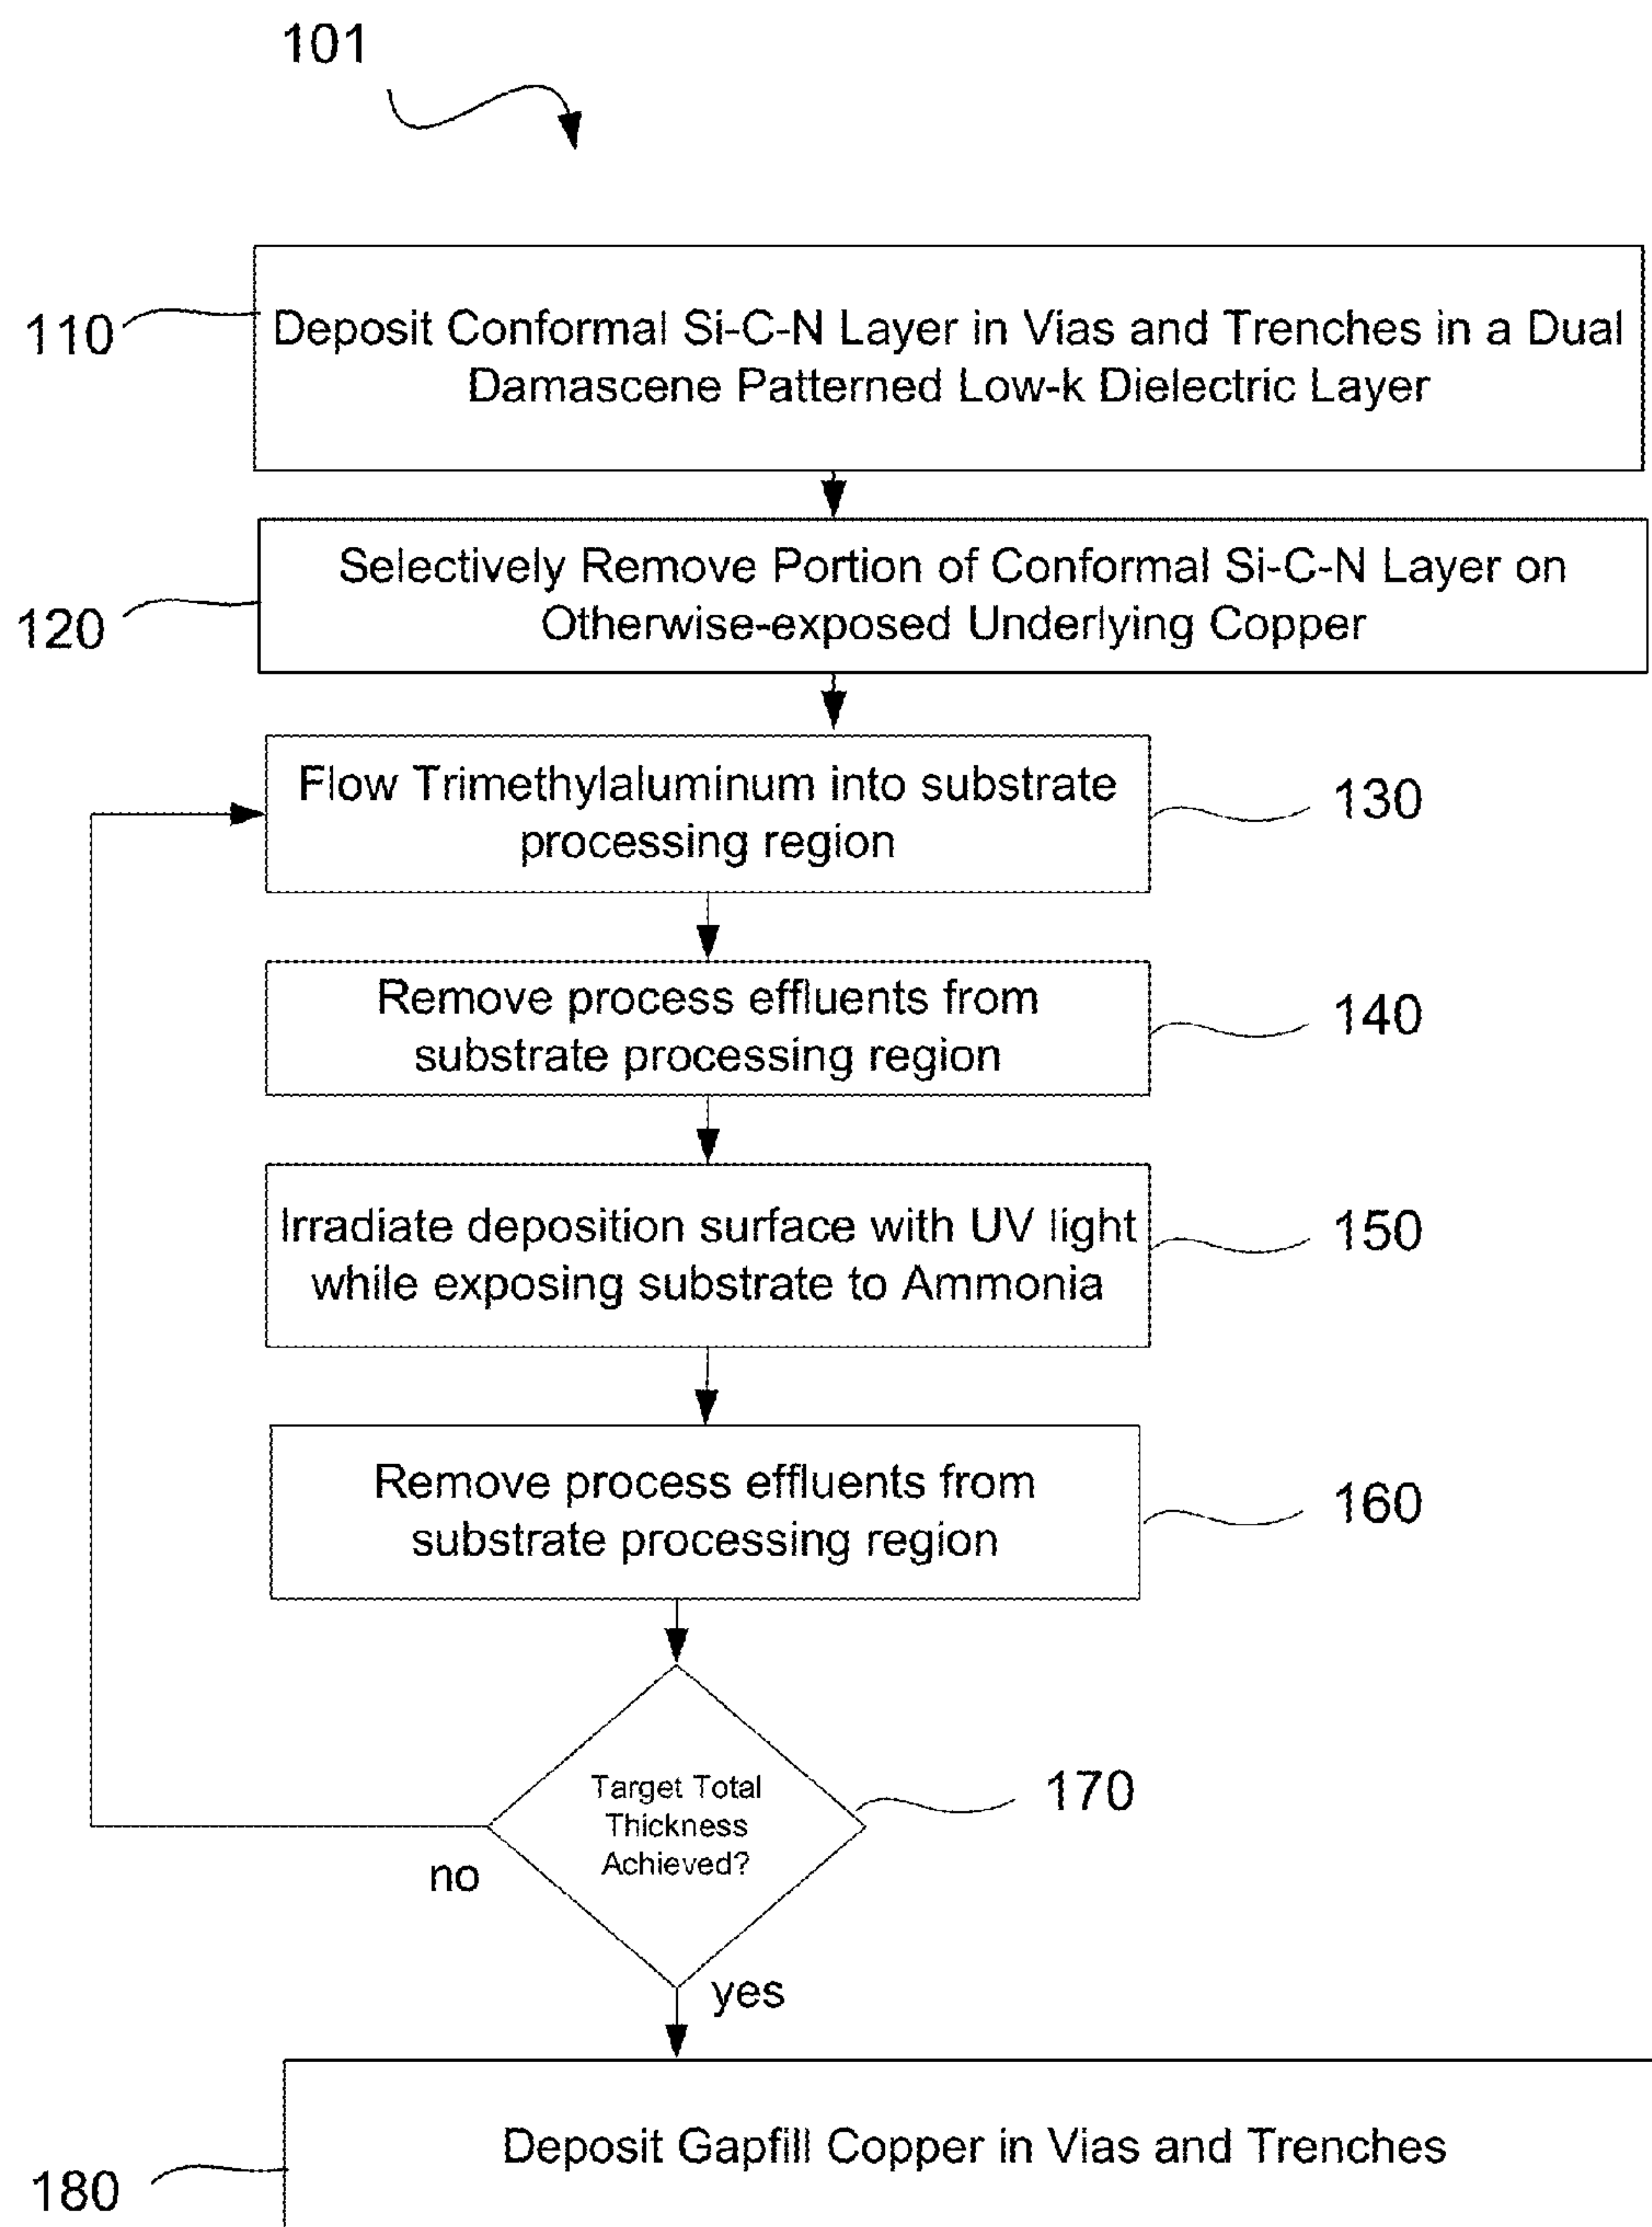 101
110
Deposit Conformal Si-C-N Layer in Vias and Trenches in a Dual
Damascene Patterned Low-k Dielectric Layer
120
Selectively Remove Portion of Conformal Si-C-N Layer on
Otherwise-exposed Underlying Copper
Flow Trimethylaluminum into substrate
processing region
130
Remove process effluents from
substrate processing region
140
Irradiate deposition surface with UV light
while exposing substrate to Ammonia
150
Remove process effluents from
substrate processing region
160
Target Total
Thickness
Achieved?
170
no
yes
Deposit Gapfill Copper in Vias and Trenches
180